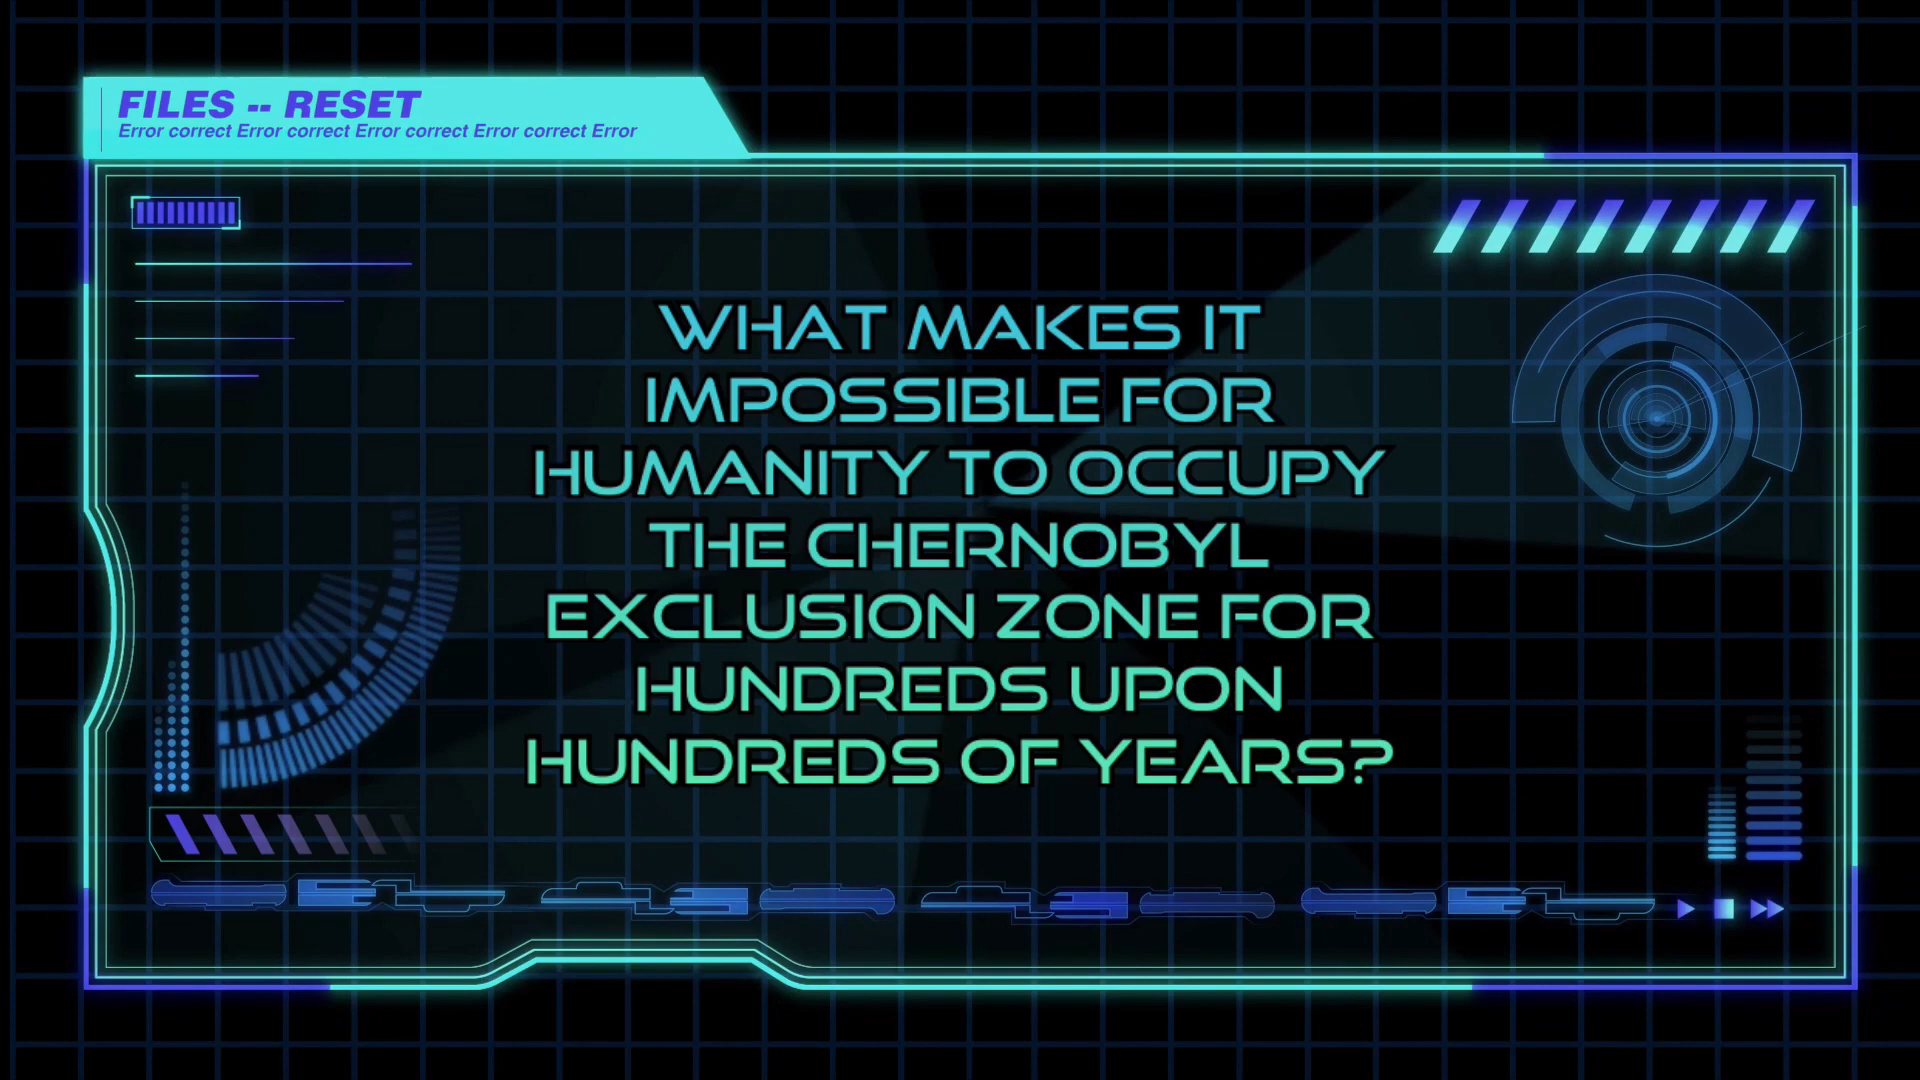 FILES -- RESET
Error correct Error correct Error correct Error correct Error
WHAT MAKES IT
IMPOSSIBLE FOR
HUMANITY TO OCCUPY
THE CHERNOBYL
EXCLUSION ZONE FOR
HUNDREDS UPON
HUNDREDS OF YEARS?